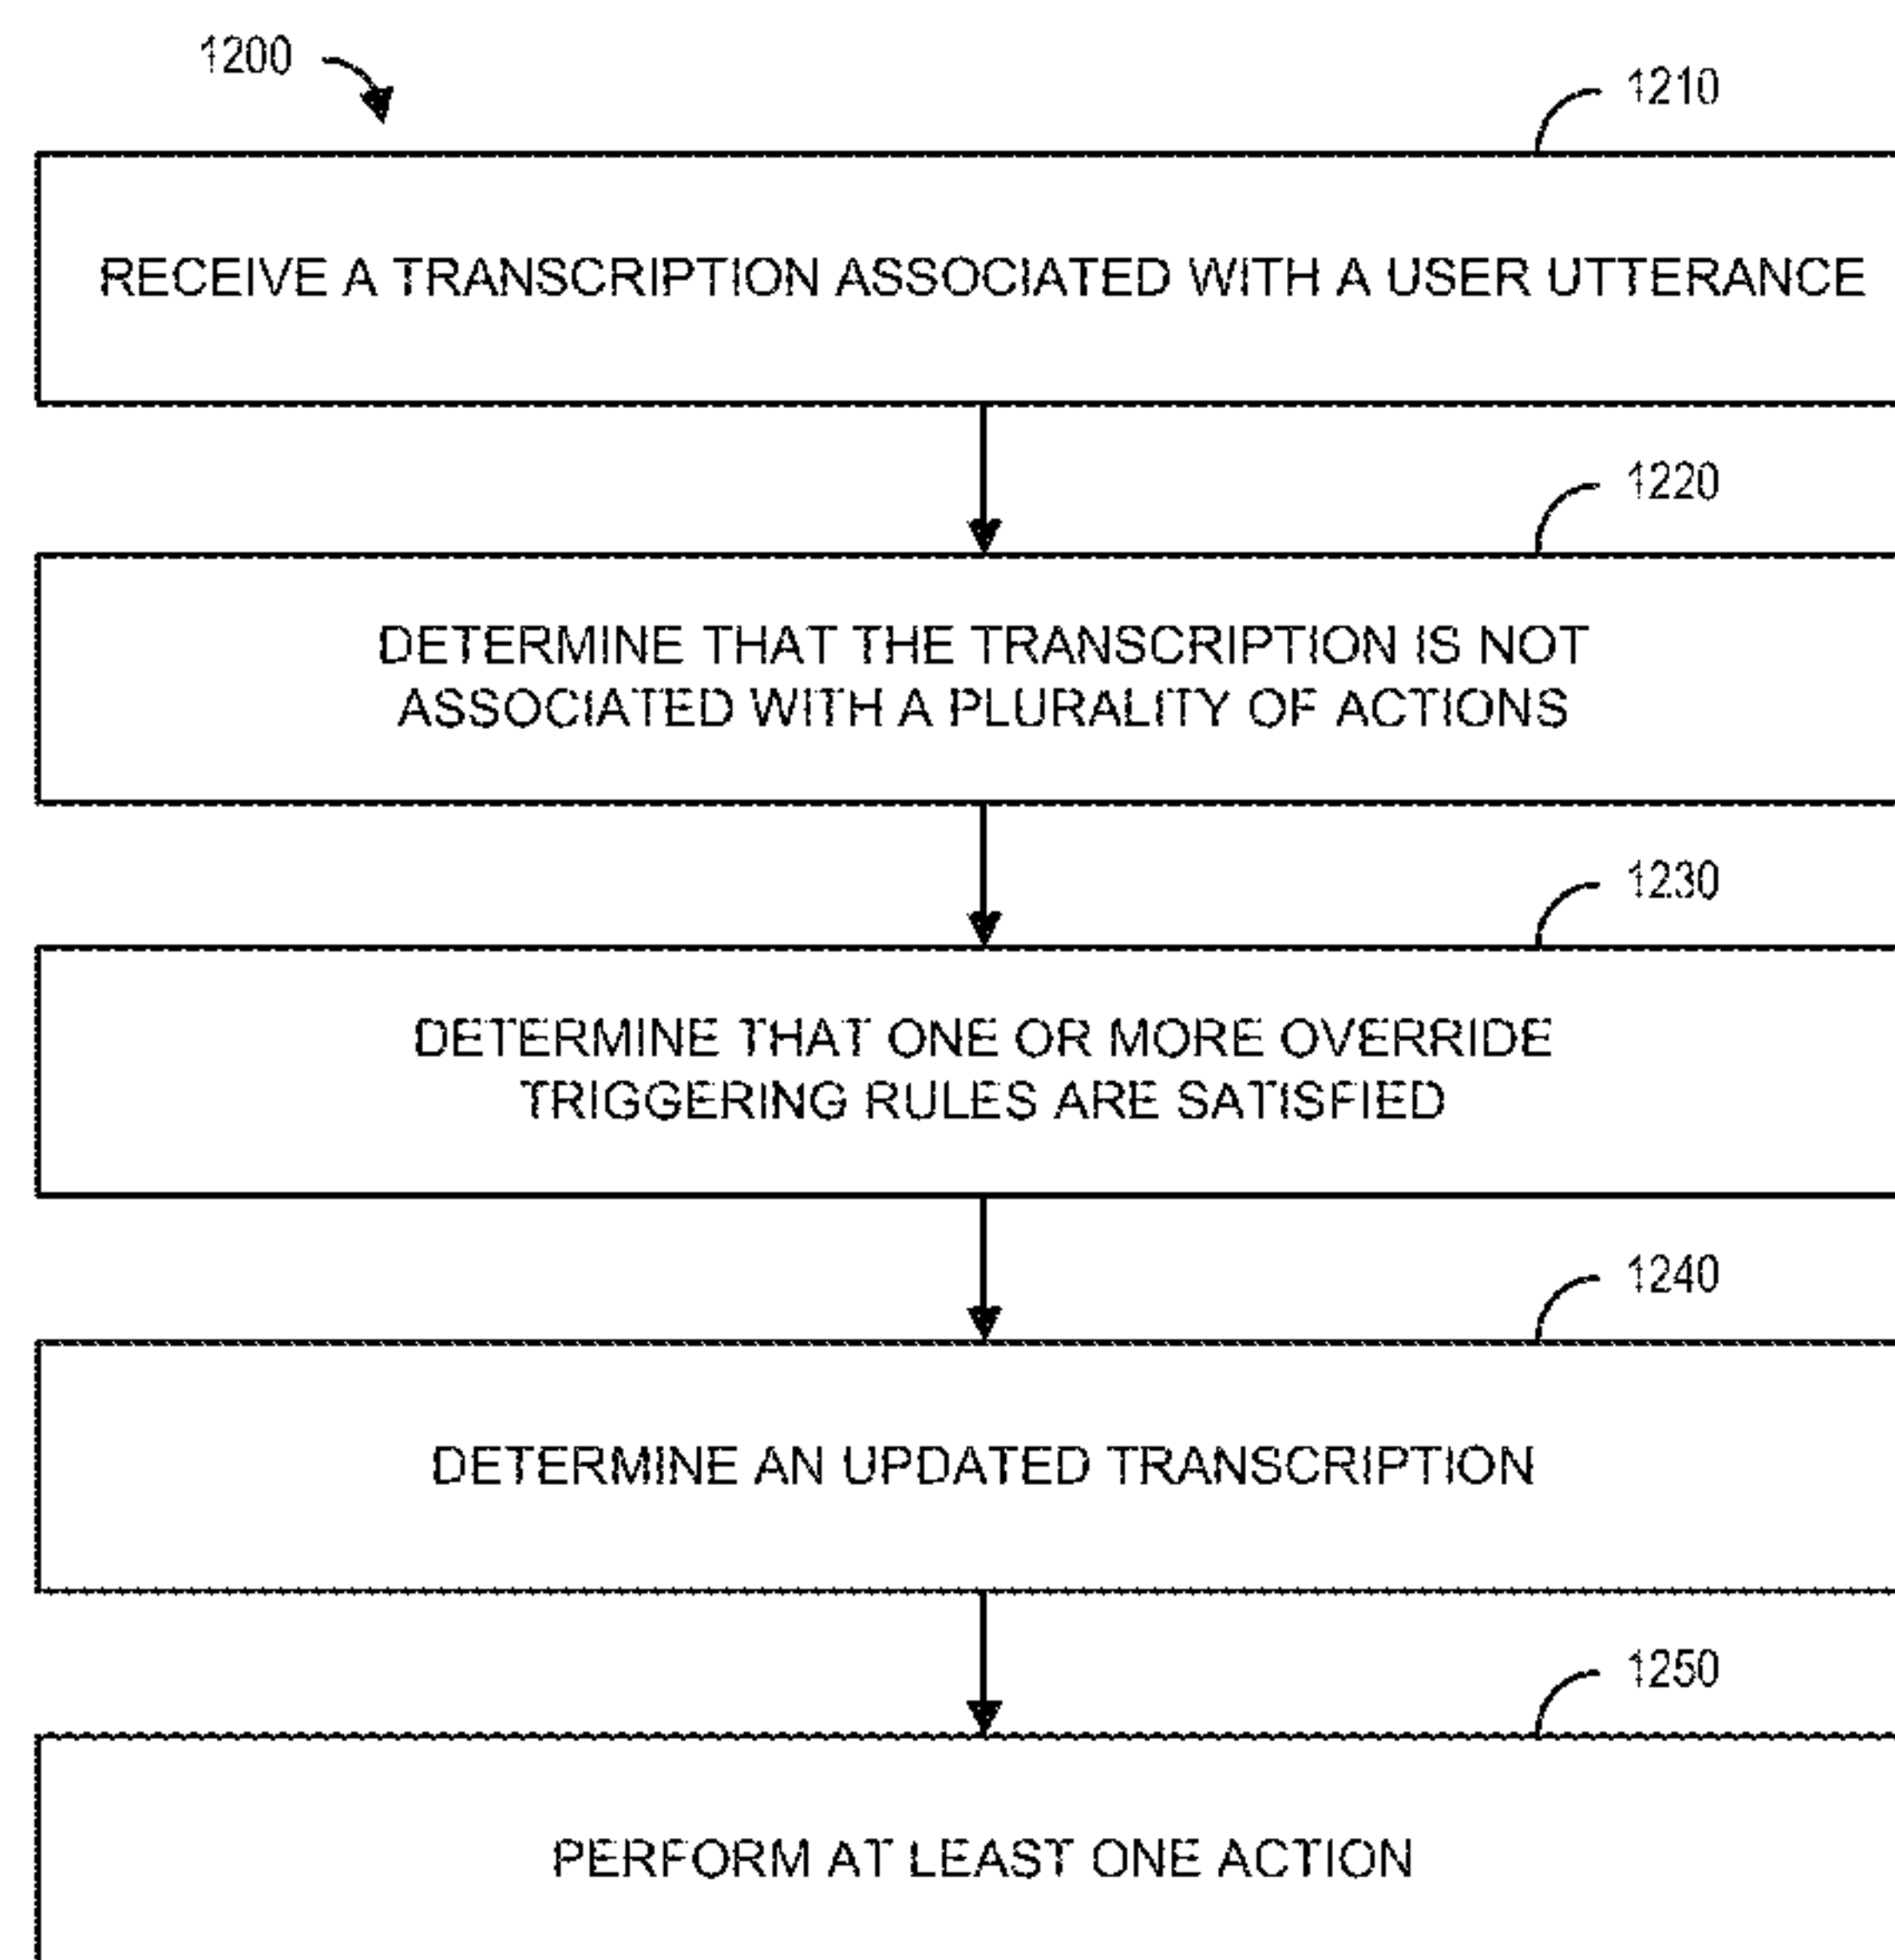 1200
1210
RECEIVE A TRANSCRIPTION ASSOCIATED WITH A USER UTTERANCE
1220
DETERMINE THAT THE TRANSCRIPTION IS NOT
ASSOCIATED WITH A PLURALITY OF ACTIONS
1230
DETERMINE THAT ONE OR MORE OVERRIDE
TRIGGERING RULES ARE SATISFIED
1240
DETERMINE AN UPDATED TRANSCRIPTION
1250
PERFORM AT LEAST ONE ACTION